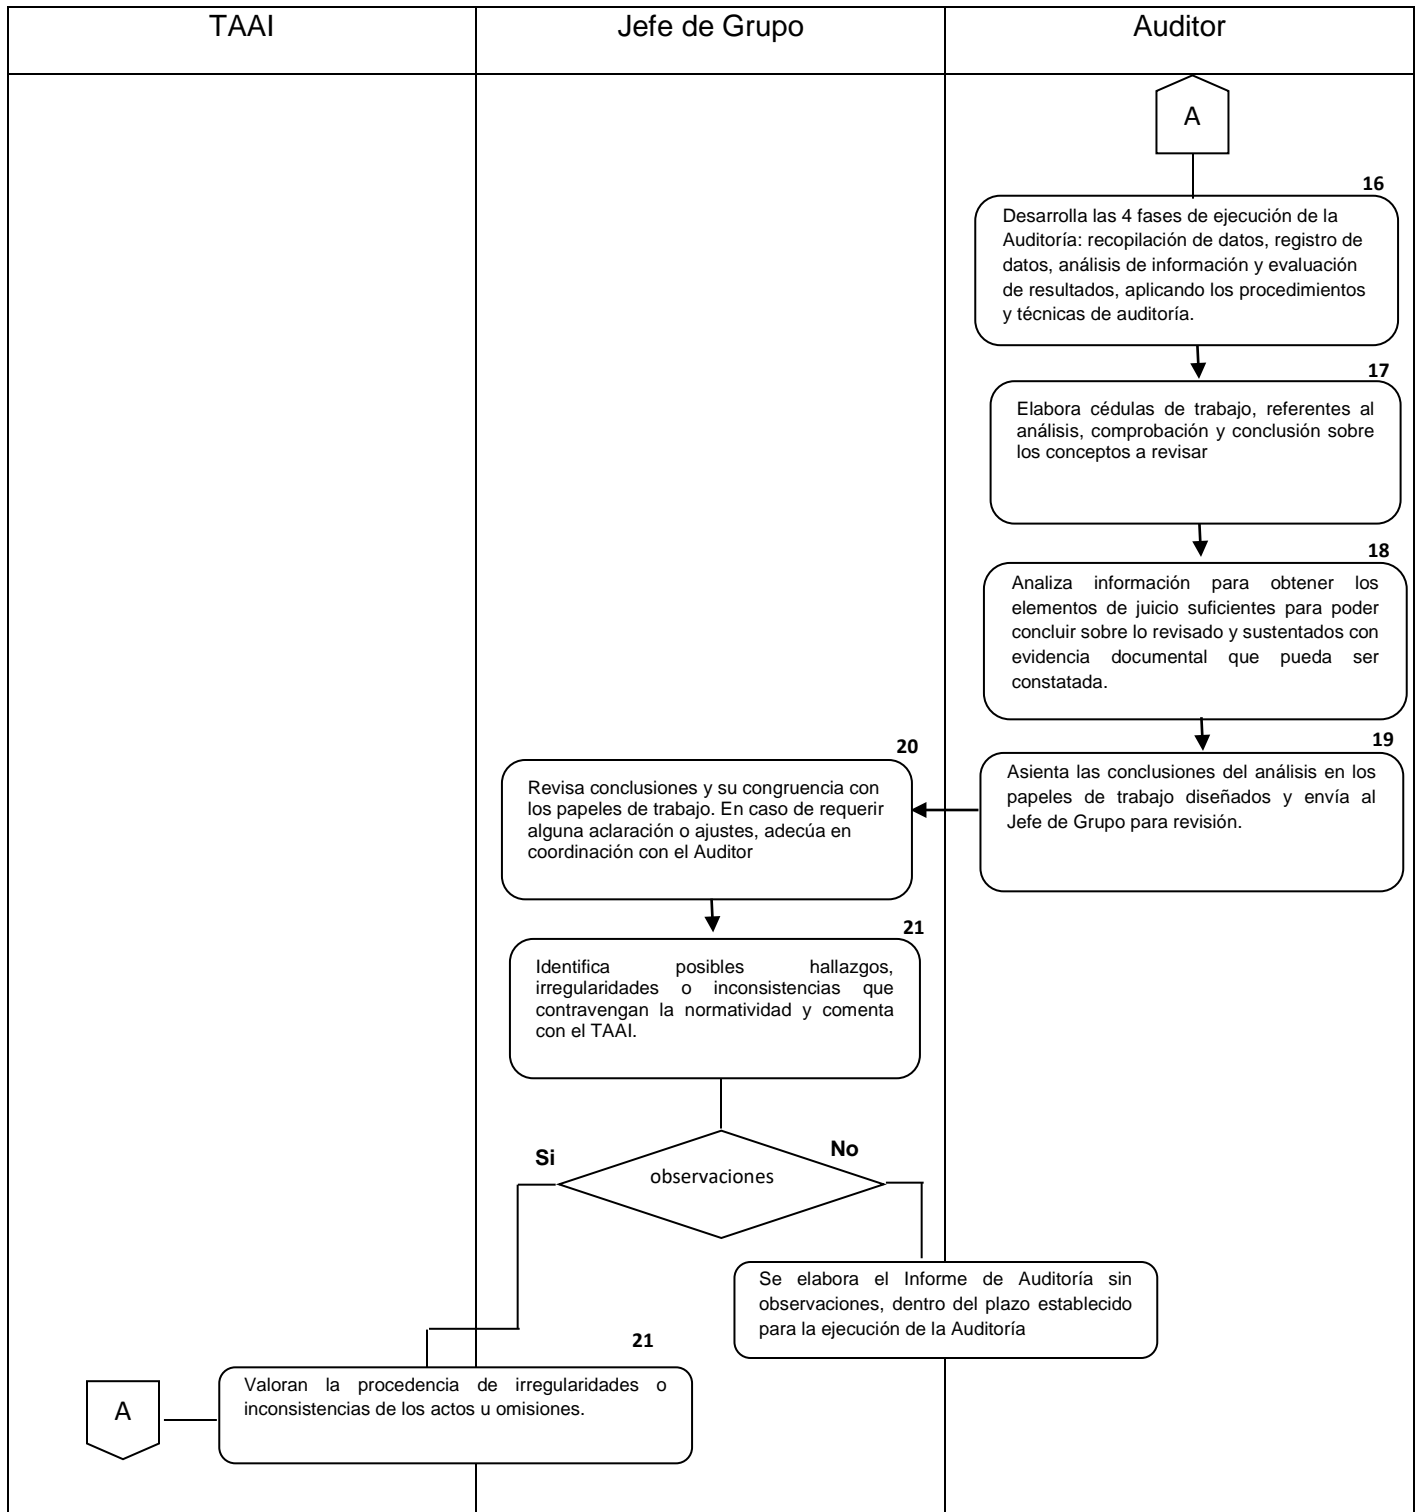 TAAI
Jefe de Grupo
Auditor
A
16
Desarrolla las 4 fases de ejecución de la
Auditoría: recopilación de datos, registro de
datos, análisis de información y evaluación
de resultados, aplicando los procedimientos
y técnicas de auditoría.
17
Elabora cédulas de trabajo, referentes al
análisis, comprobación y conclusión sobre
los conceptos a revisar
18
Analiza información para obtener los
elementos de juicio suficientes para poder
concluir sobre lo revisado y sustentados con
evidencia documental que pueda ser
constatada.
19
Asienta las conclusiones del análisis en los
papeles de trabajo diseñados y envía al
Jefe de Grupo para revisión.
20
Revisa conclusiones y su congruencia con
los papeles de trabajo. En caso de requerir
alguna aclaración o ajustes, adecúa en
coordinación con el Auditor
21
Identifica posibles hallazgos,
irregularidades o inconsistencias que
contravengan la normatividad y comenta
con el TAAI.
Si
No
observaciones
Se elabora el Informe de Auditoría sin
observaciones, dentro del plazo establecido
para la ejecución de la Auditoría
21
Valoran la procedencia de irregularidades o
inconsistencias de los actos u omisiones.
A